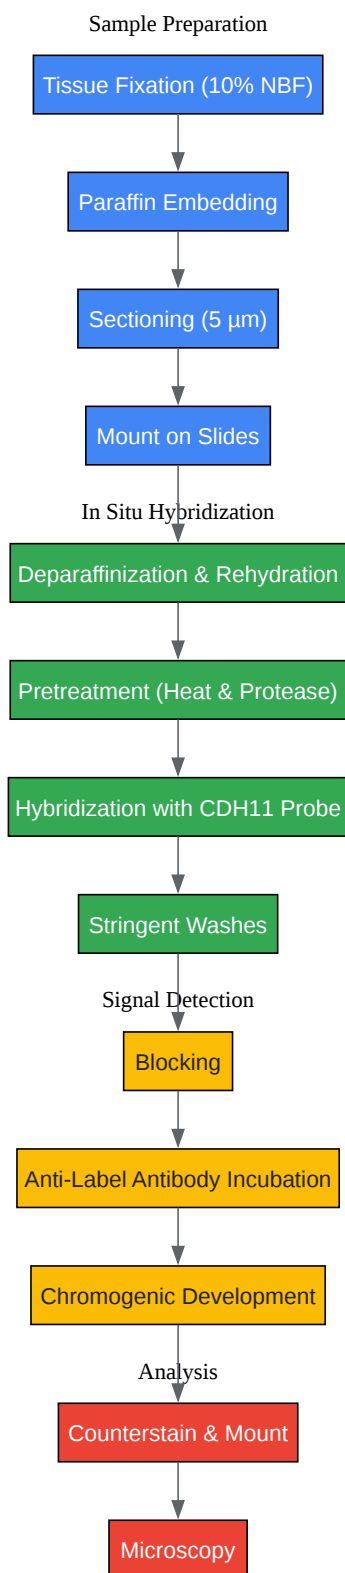 Sample Preparation
Tissue Fixation (10% NBF)
Paraffin Embedding
Sectioning (5 µm)
Mount on Slides
In Situ Hybridization
Deparaffinization & Rehydration
Pretreatment (Heat & Protease)
Hybridization with CDH11 Probe
Stringent Washes
Signal Detection
Blocking
Anti-Label Antibody Incubation
Chromogenic Development
Analysis
Counterstain & Mount
Microscopy